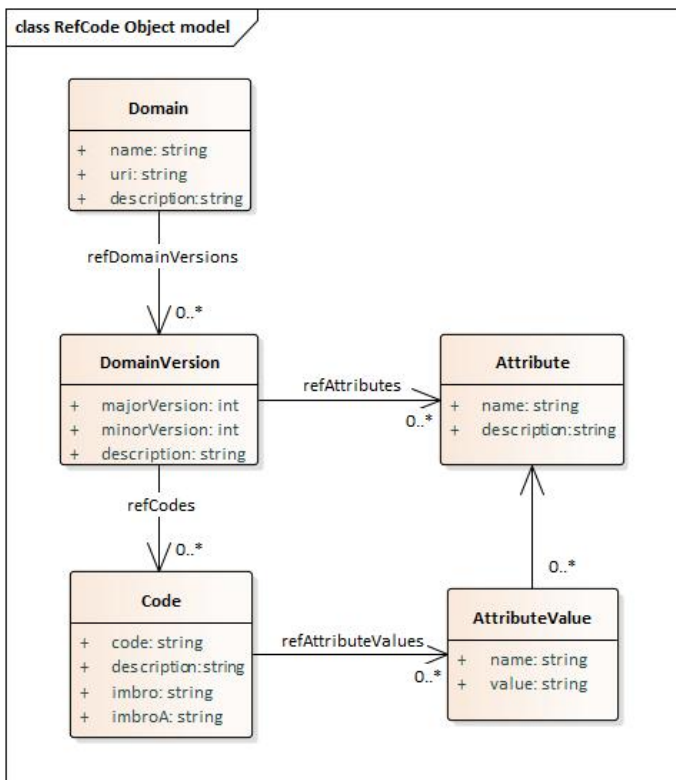 class RefCode Object model
Domain
+ name: string
+ uri: string
+ description:string
refDomainVersions
0..*
DomainVersion
+ majorVersion: int
+ minorVersion: int
+ description: string
refAttributes
0..*
Attribute
+ name: string
+ description:string
refCodes
0..*
0..*
Code
+ code: string
+ description:string
+ imbro: string
+ imbroA: string
refAttributeValues
0..*
AttributeValue
+ name: string
+ value: string